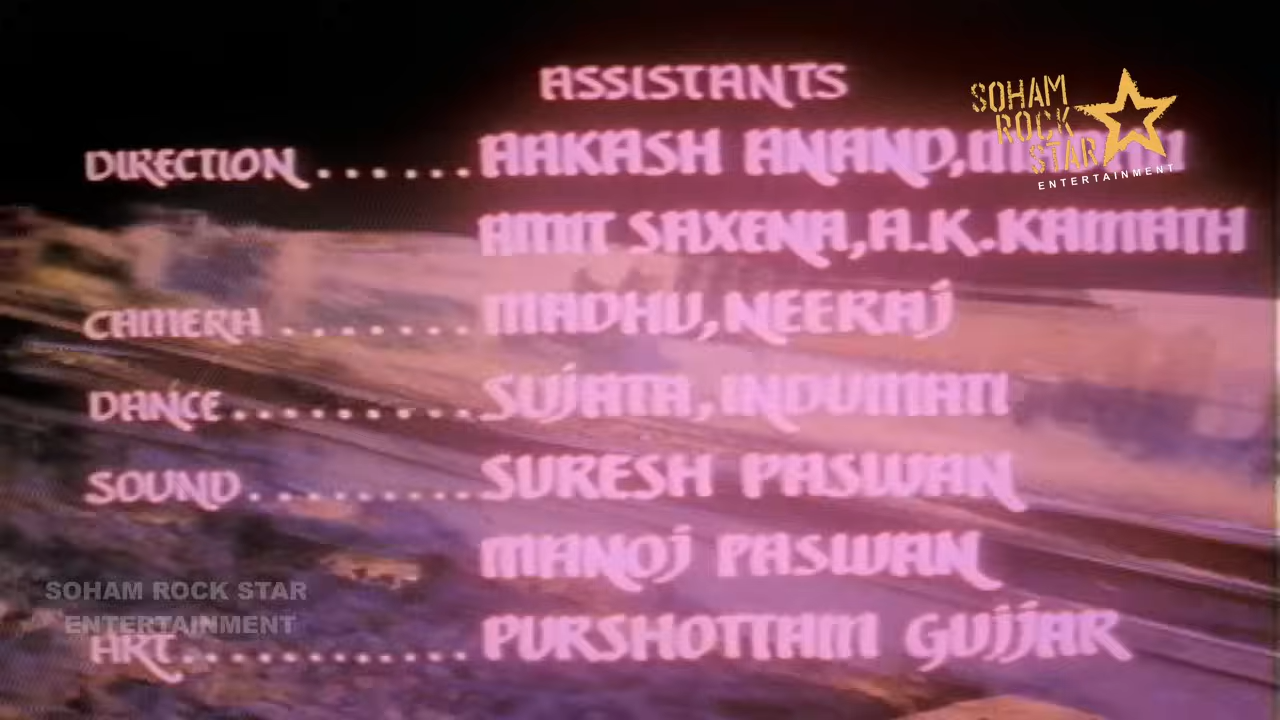 ASSISTANTS
DIRECTION ...... AAKASH ANAND,
AMIT SAXENA, A.K. KAMATH
CAMERA ......... MADHU, NEERAJ
DANCE .......... SUJATA, INDUMATI
SOUND .......... SURESH PASWAN
MANOJ PASWAN
ART ............ PURSHOTTAM GUJJAR
SOHAM
ROCK
STAR
ENTERTAINMENT
SOHAM ROCK STAR
ENTERTAINMENT